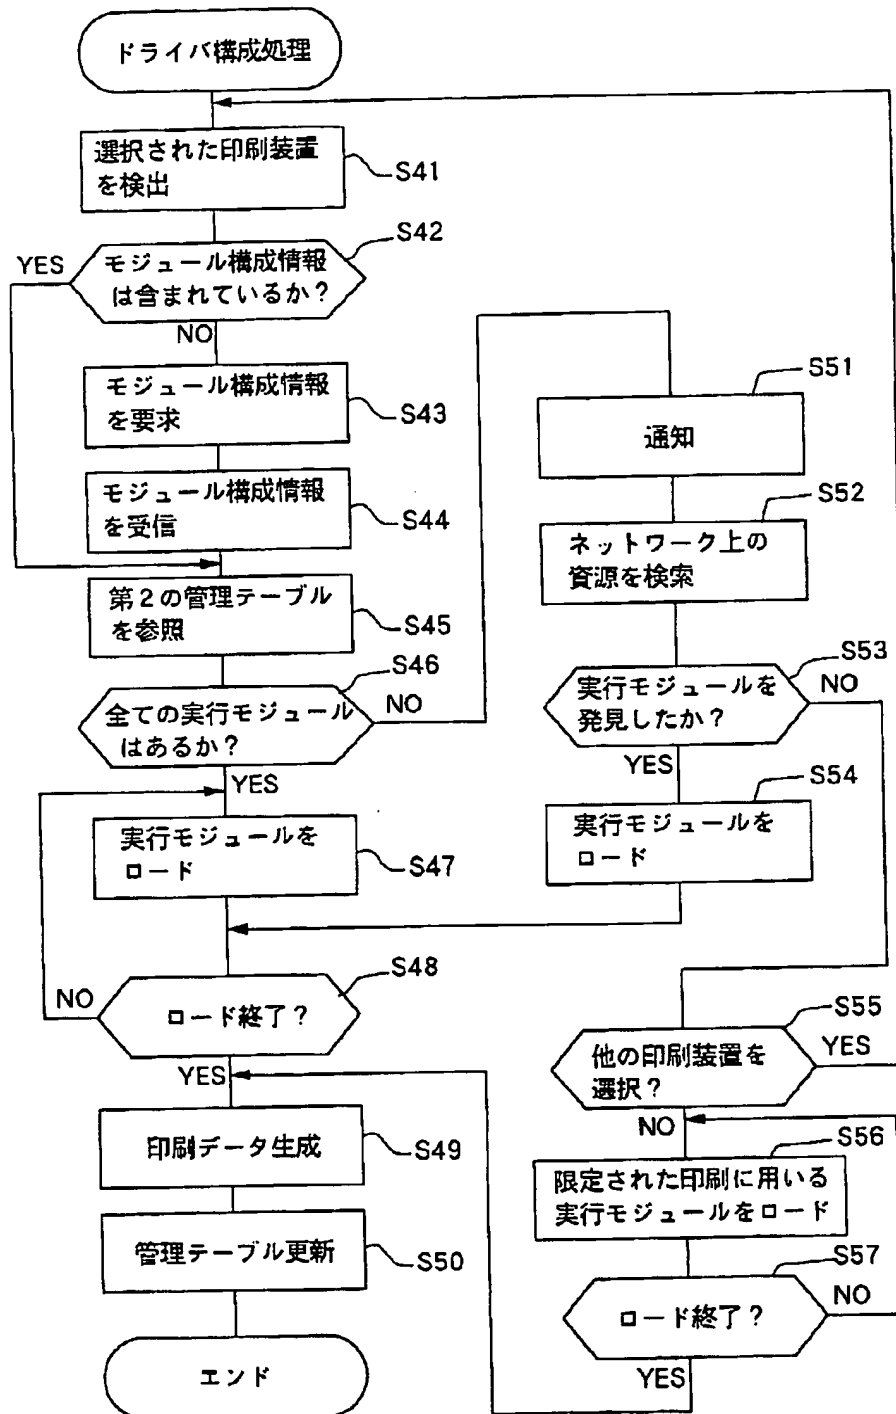 ドライバ構成処理
選択された印刷装置
を検出
S41
S42
YES
モジュール構成情報
は含まれているか?
NO
モジュール構成情報
を要求
S43
モジュール構成情報
を受信
S44
第2の管理テーブル
を参照
S45
S46
全ての実行モジュール
はあるか?
NO
YES
実行モジュールを
ロード
S47
S48
NO
ロード終了?
YES
印刷データ生成
S49
管理テーブル更新
S50
エンド
S51
通知
S52
ネットワーク上の
資源を検索
S53
実行モジュールを
発見したか?
NO
YES
S54
実行モジュールを
ロード
S55
他の印刷装置を
選択?
YES
NO
S56
限定された印刷に用いる
実行モジュールをロード
S57
ロード終了?
NO
YES